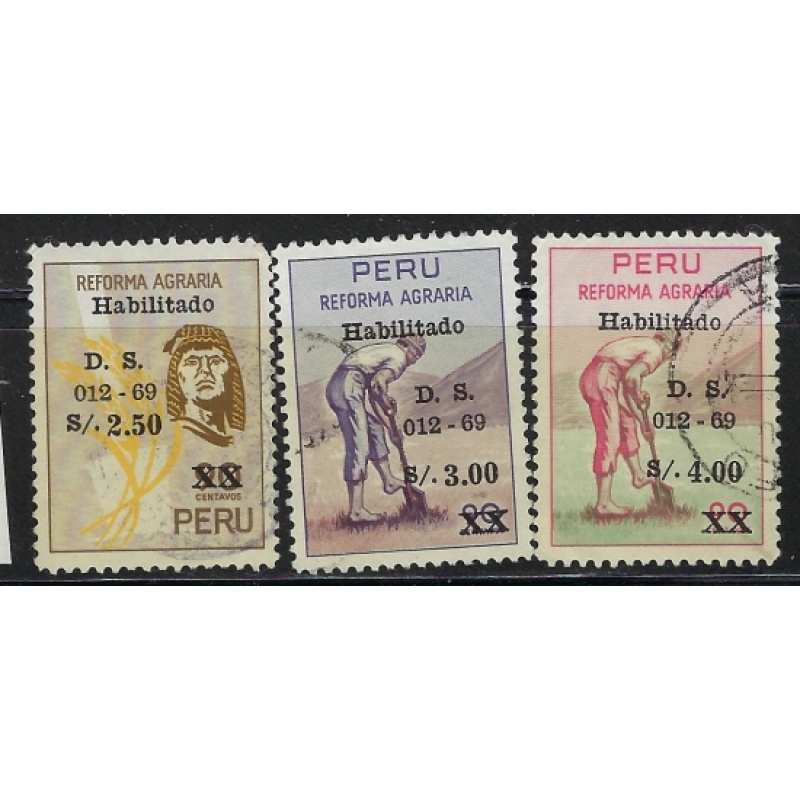 REFORMA AGRARIA
Habilitado
D. S.
012 - 69
S/. 2.50
XX
CENTAVOS
PERU
PERU
REFORMA AGRARIA
Habilitado
D. S.
012 - 69
S/. 3.00
XX
PERU
REFORMA AGRARIA
Habilitado
D. S.
012 - 69
S/. 4.00
XX